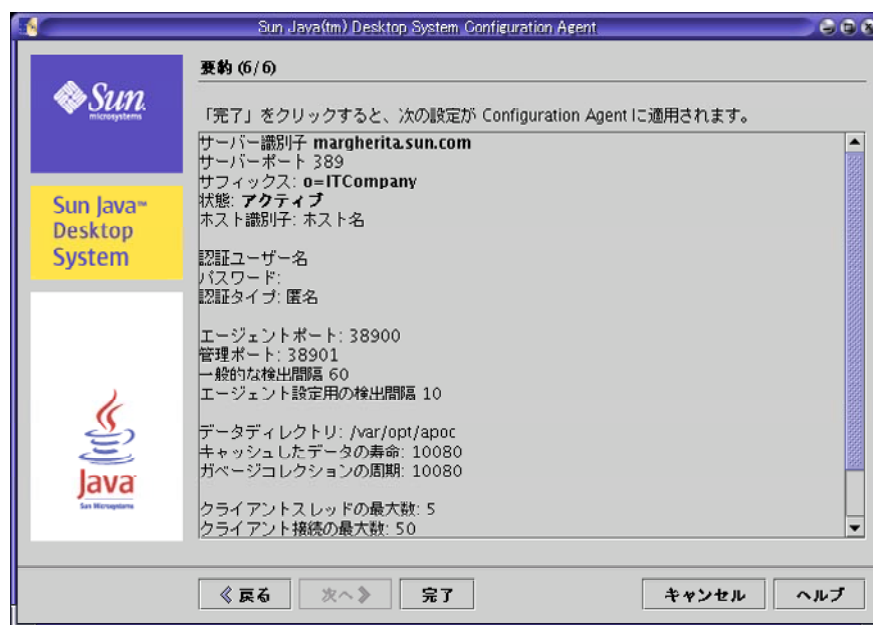 Sun Java(tm) Desktop System Configuration Agent
Sun
microsystems
Sun Java™
Desktop
System
Java
Sun Microsystems
要約 (6/6)
「完了」をクリックすると、次の設定が Configuration Agent に適用されます。
サーバー識別子 margherita.sun.com
サーバーポート 389
サフィックス: o=ITCompany
状態: アクティブ
ホスト識別子: ホスト名
認証ユーザー名
パスワード:
認証タイプ: 匿名
エージェントポート: 38900
管理ポート: 38901
一般的な検出間隔 60
エージェント設定用の検出間隔 10
データディレクトリ: /var/opt/apoc
キャッシュしたデータの寿命: 10080
ガベージコレクションの周期: 10080
クライアントスレッドの最大数: 5
クライアント接続の最大数: 50
戻る 次へ 完了 キャンセル ヘルプ